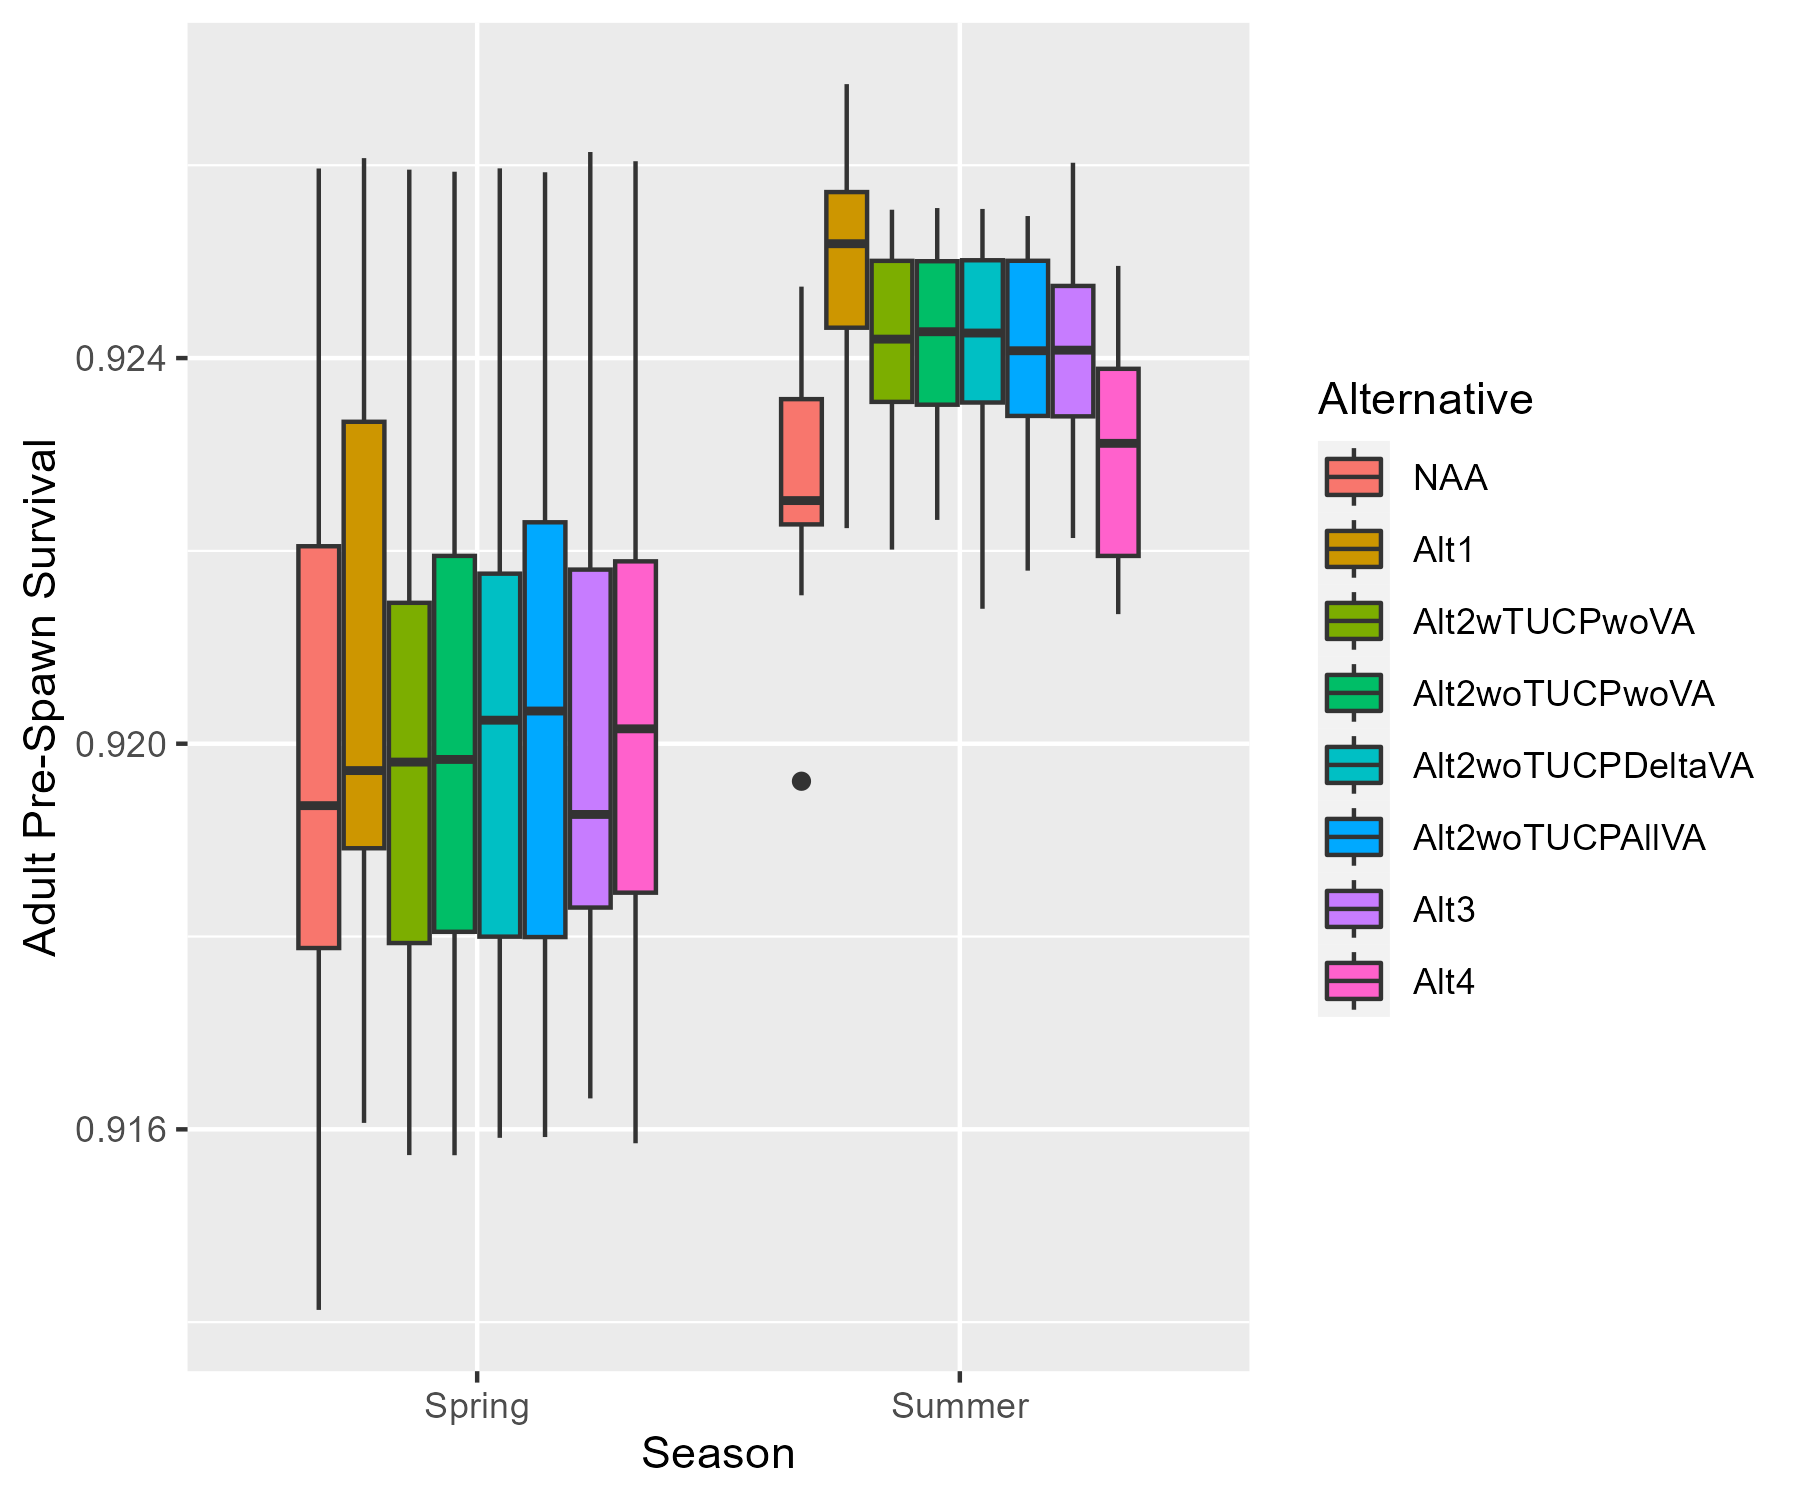 Adult Pre-Spawn Survival
0.924
0.920
0.916
Spring
Summer
Season
Alternative
NAA
Alt1
Alt2wTUCPwoVA
Alt2woTUCPwoVA
Alt2woTUCPDeltaVA
Alt2woTUCPAllVA
Alt3
Alt4